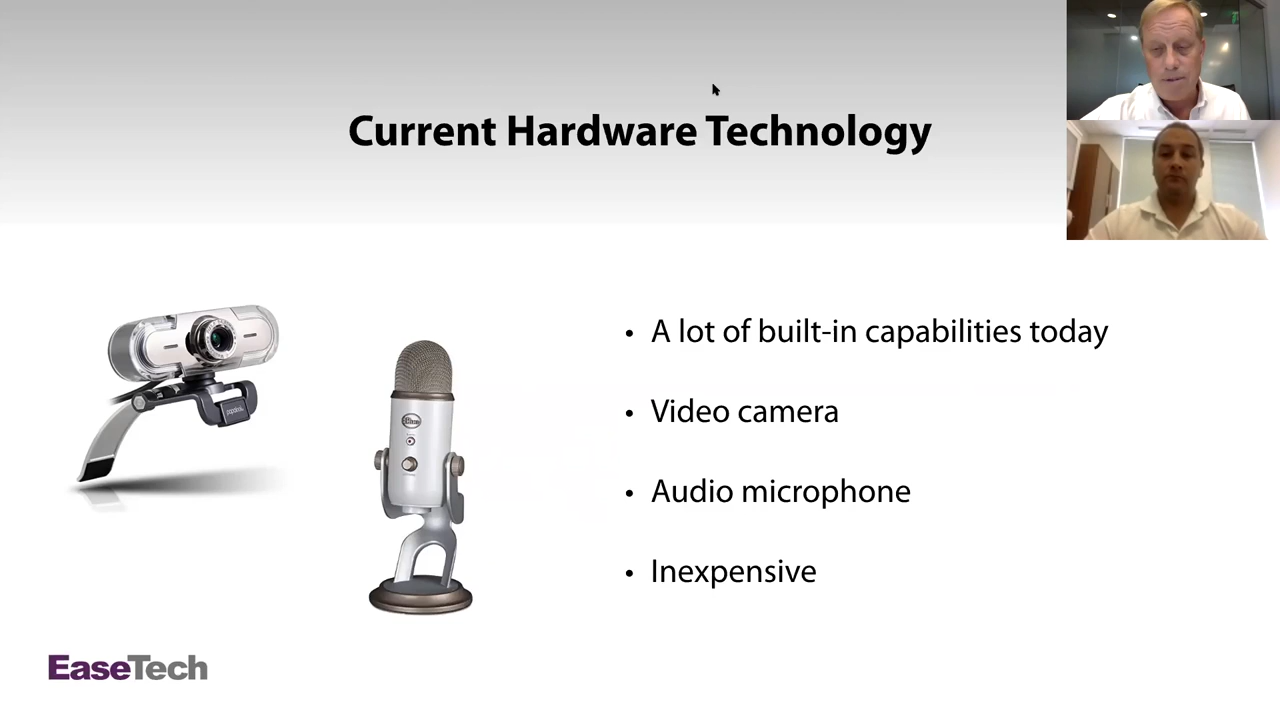 Current Hardware Technology
• A lot of built-in capabilities today
• Video camera
• Audio microphone
• Inexpensive
EaseTech